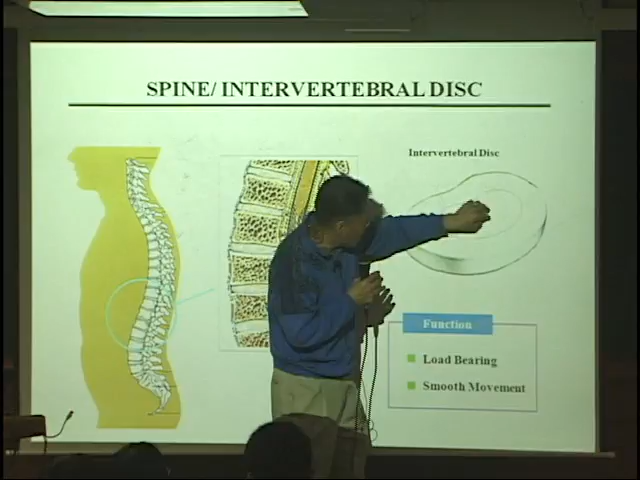 SPINE/ INTERVERTEBRAL DISC
Intervertebral Disc
Function
Load Bearing
Smooth Movement